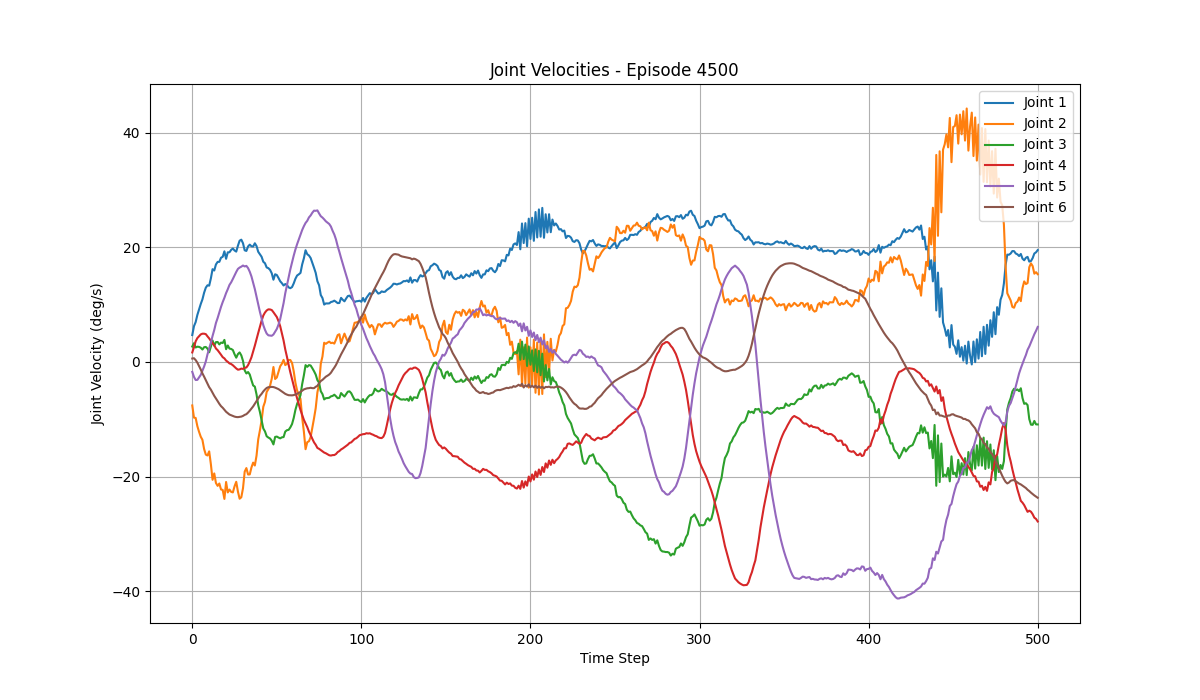 Joint Velocities - Episode 4500
Joint Velocity (deg/s)
40
20
0
−20
−40
Joint 1
Joint 2
Joint 3
Joint 4
Joint 5
Joint 6
0
100
200
300
400
500
Time Step